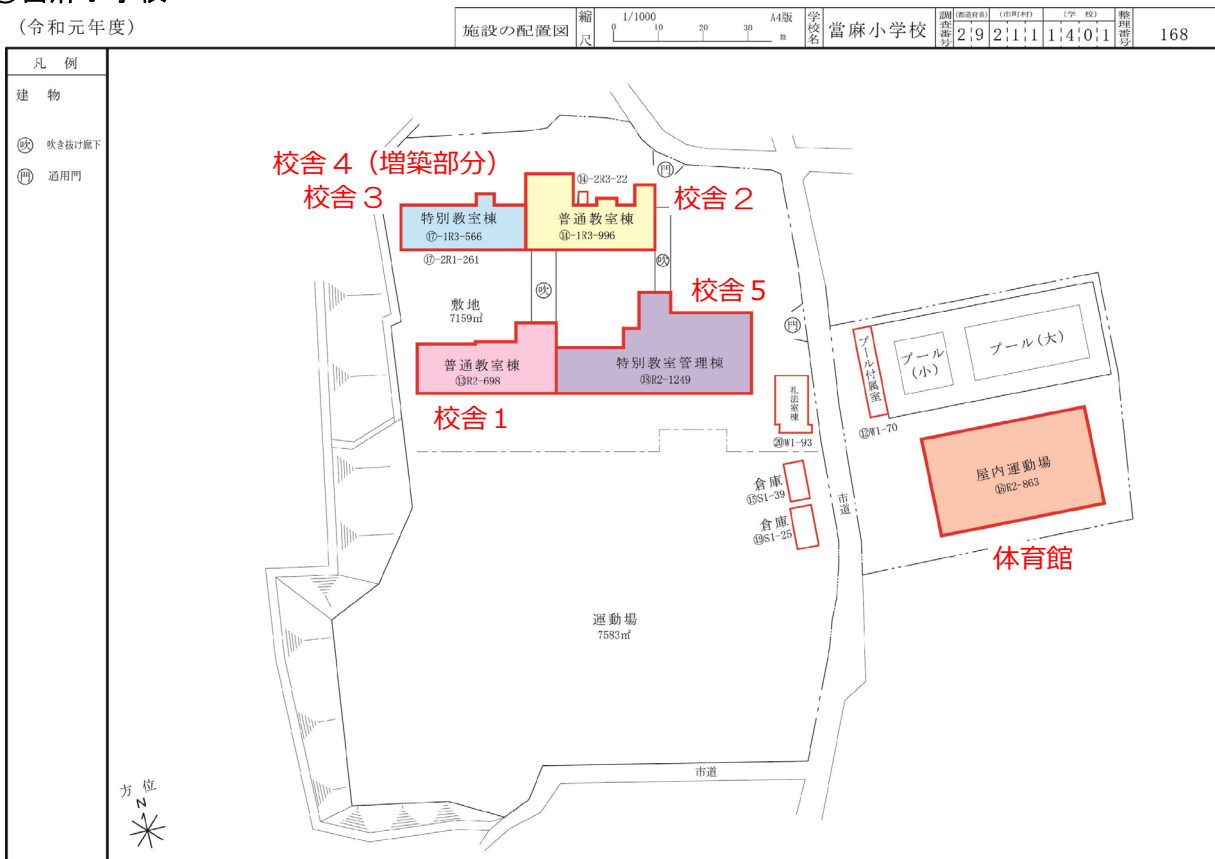 (令和元年度)
施設の配置図
縮尺
1/1000
A4版
0 10 20 30 m
学校名
當麻小学校
調査番号
(都道府県) (市町村) (学校)
2 9 2 1 1 1 4 0 1
整理番号
168
凡例
建物
吹 吹き抜け廊下
門 通用門
校舎4（増築部分）
校舎3
⑭-2R3-22
門
校舎2
特別教室棟
⑰-1R3-566
普通教室棟
⑭-1R3-996
⑰-2R1-261
吹
吹
校舎5
敷地
7159㎡
門
普通教室棟
⑬R2-698
特別教室管理棟
⑱R2-1249
校舎1
プール付属室
プール(小)
プール(大)
礼法室棟
⑫W1-70
⑳W1-93
屋内運動場
⑯R2-863
倉庫
⑮S1-39
市道
倉庫
⑲S1-25
体育館
運動場
7583㎡
市道
方位
N